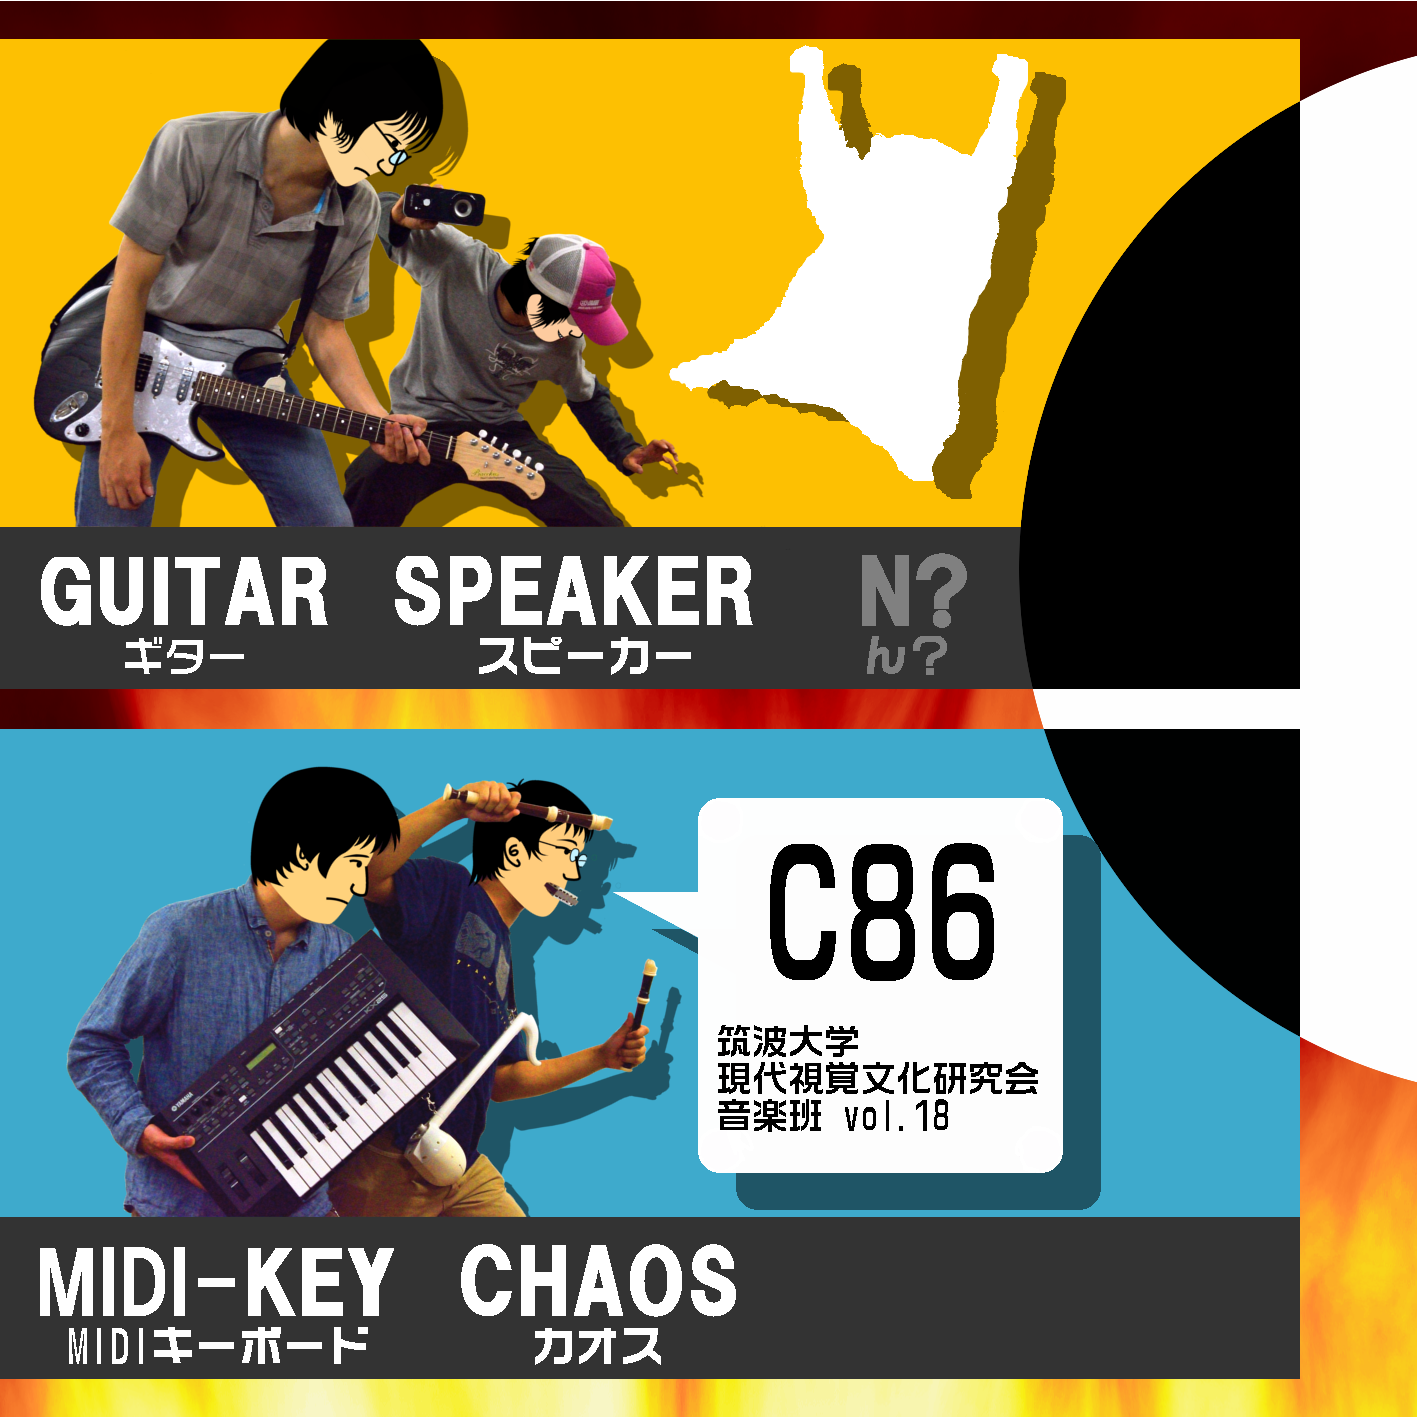 GUITAR
ギター
SPEAKER
スピーカー
N?
ん?
C86
筑波大学
現代視覚文化研究会
音楽班 vol.18
YAMAHA
MIDI-KEY
MIDIキーボード
CHAOS
カオス